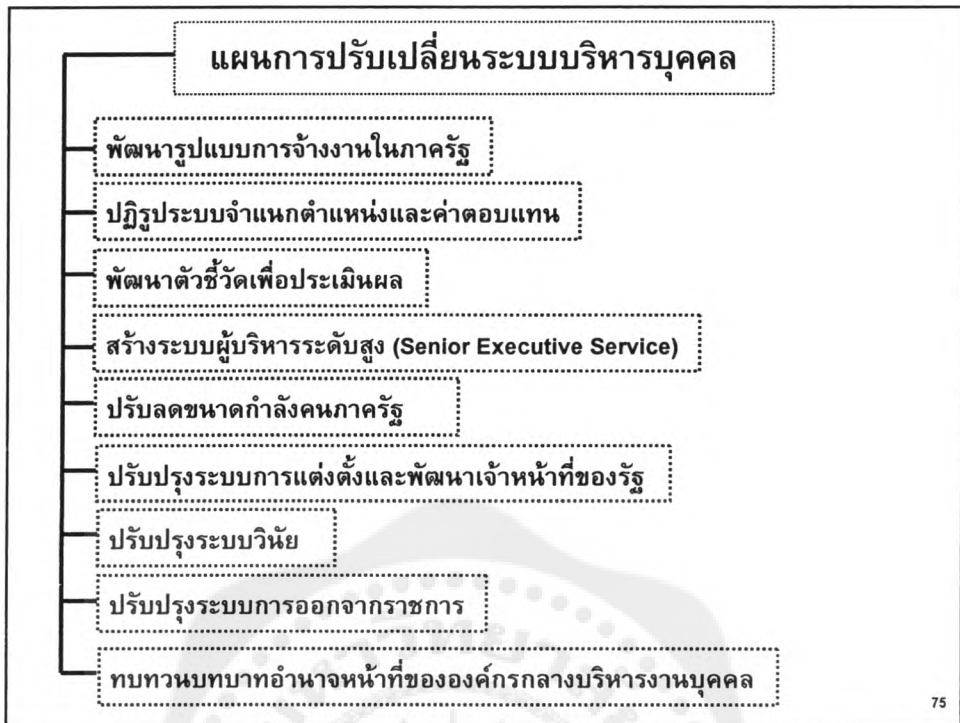 แผนการปรับเปลี่ยนระบบบริหารบุคคล
พัฒนารูปแบบการจ้างงานในภาครัฐ
ปฏิรูประบบจำแนกตำแหน่งและค่าตอบแทน
พัฒนาตัวชี้วัดเพื่อประเมินผล
สร้างระบบผู้บริหารระดับสูง (Senior Executive Service)
ปรับลดขนาดกำลังคนภาครัฐ
ปรับปรุงระบบการแต่งตั้งและพัฒนาเจ้าหน้าที่ของรัฐ
ปรับปรุงระบบวินัย
ปรับปรุงระบบการออกจากราชการ
ทบทวนบทบาทอำนาจหน้าที่ขององค์กรกลางบริหารงานบุคคล
75